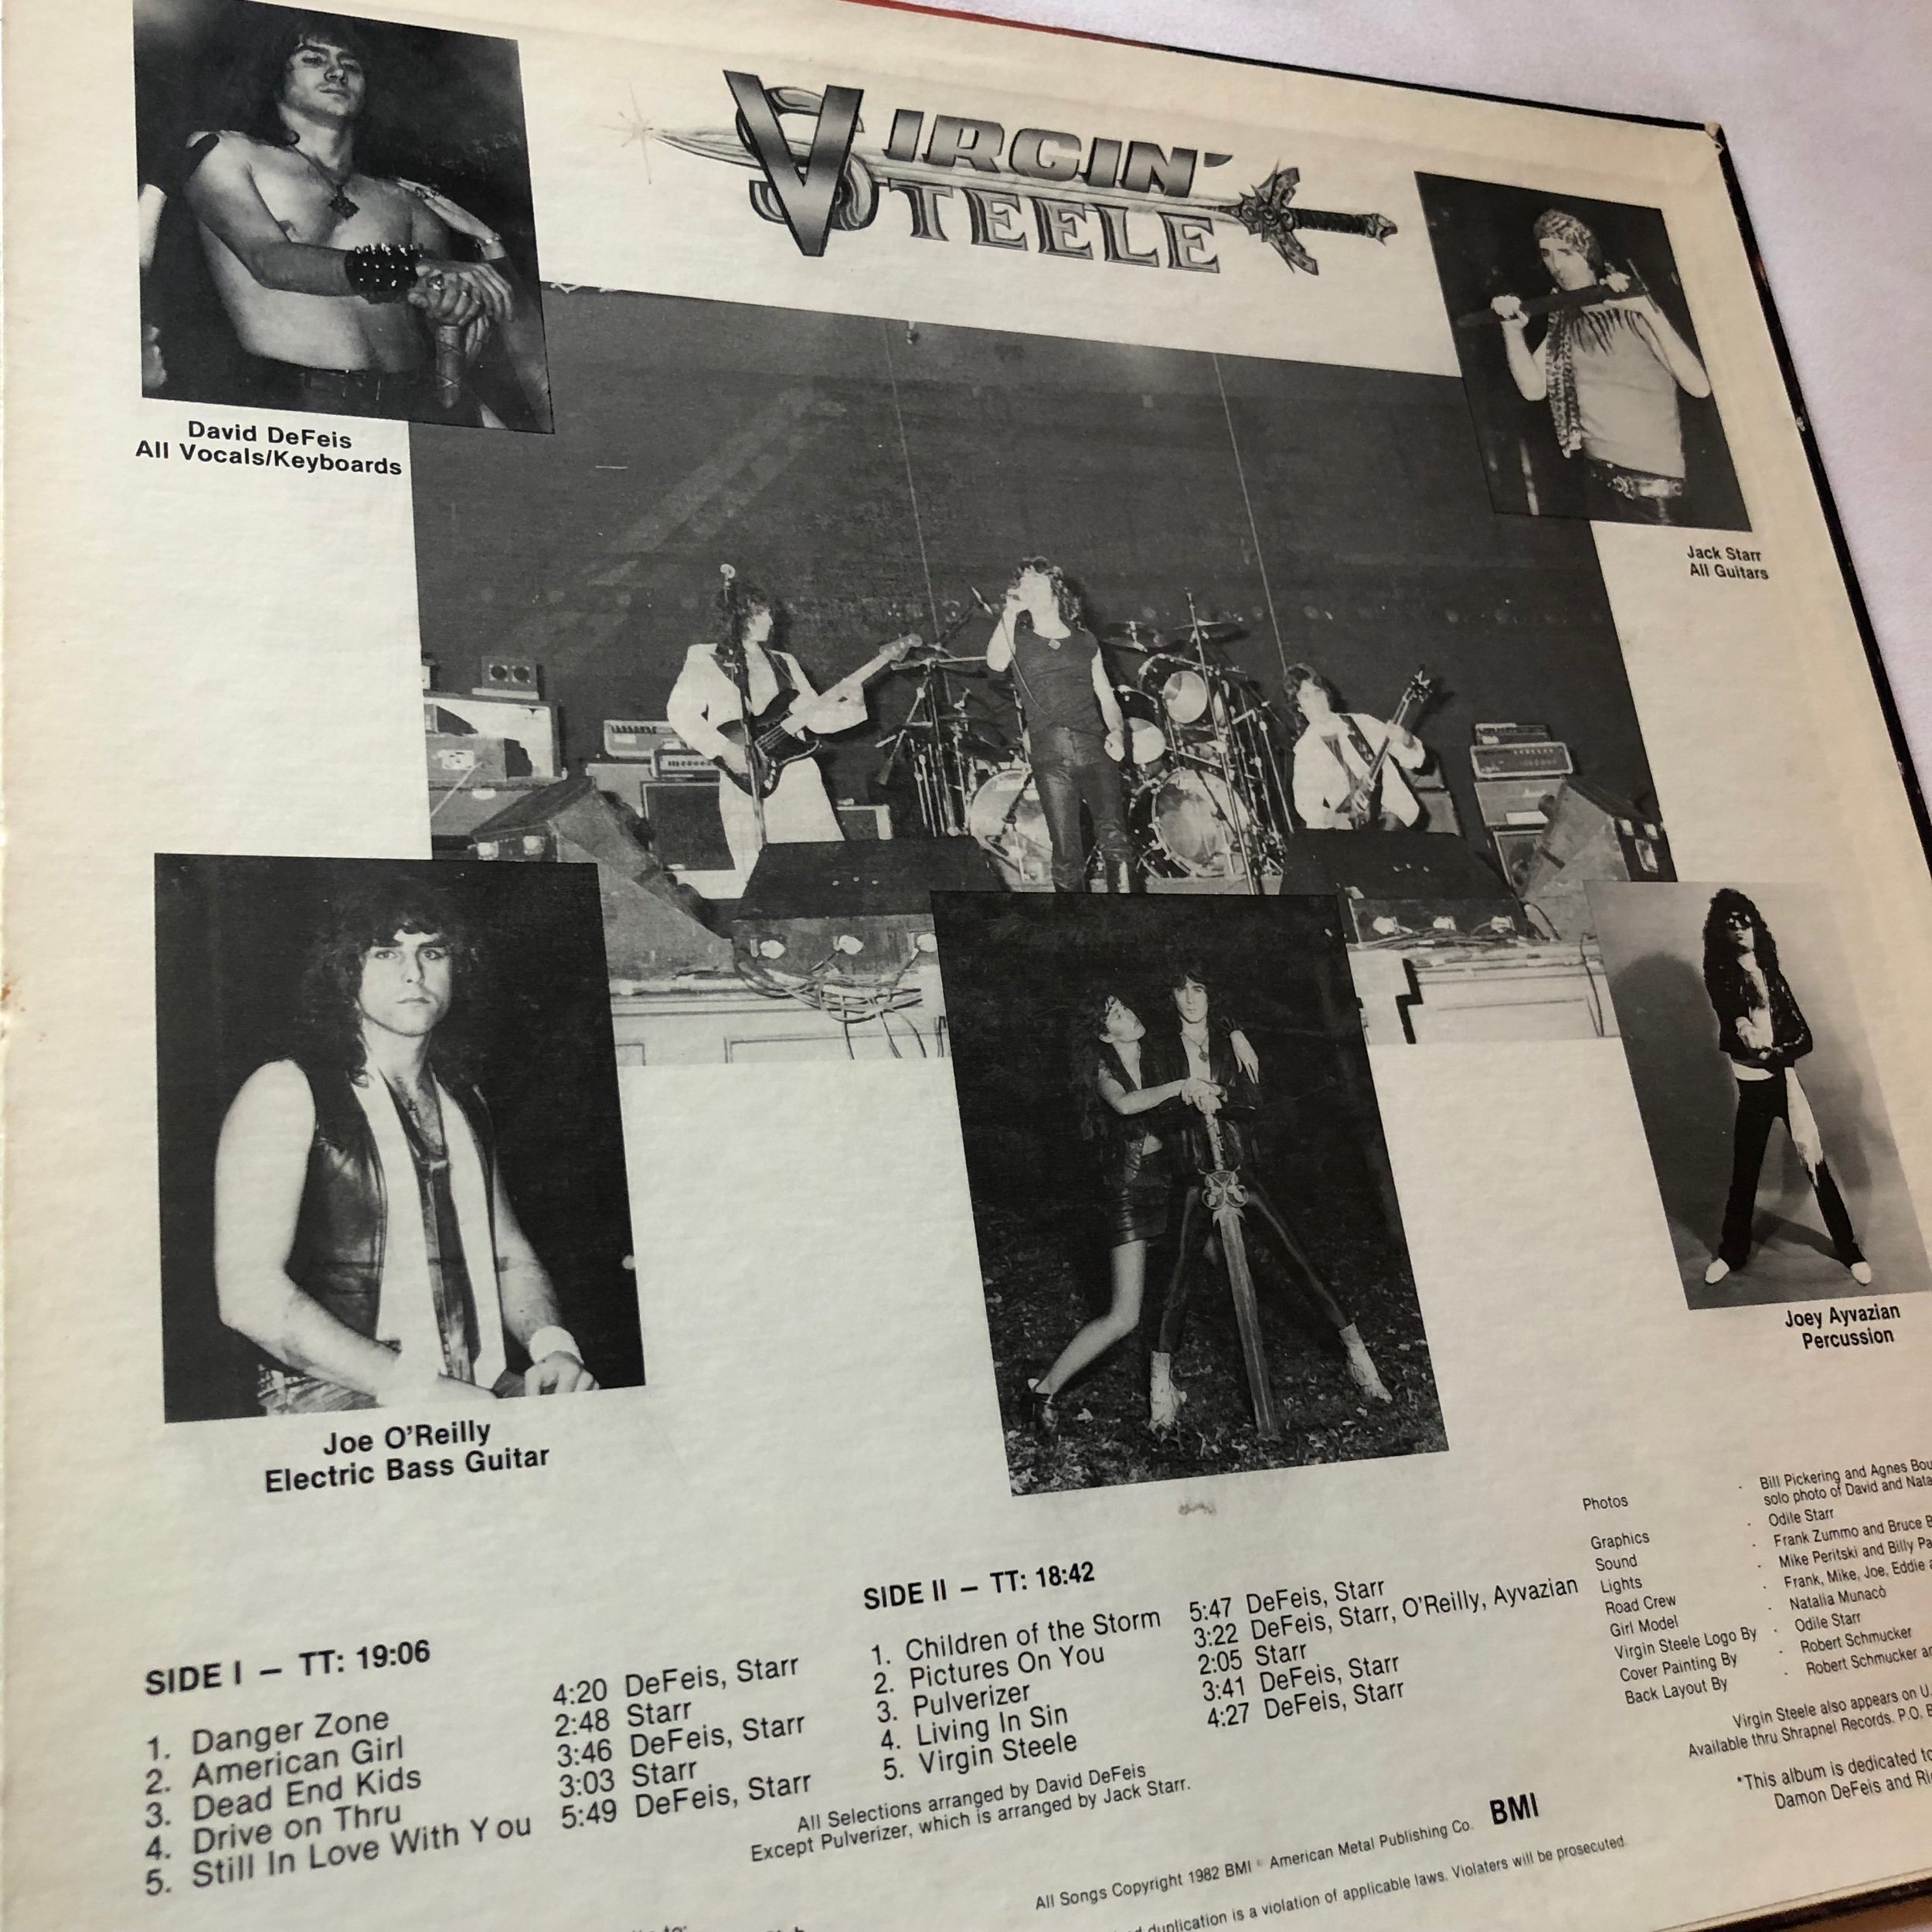 VIRGIN
STEELE
David DeFeis
All Vocals/Keyboards
Jack Starr
All Guitars
Joe O'Reilly
Electric Bass Guitar
Joey Ayvazian
Percussion
SIDE I – TT: 19:06
1. Danger Zone 4:20 DeFeis, Starr
2. American Girl 2:48 Starr
3. Dead End Kids 3:46 DeFeis, Starr
4. Drive on Thru 3:03 Starr
5. Still In Love With You 5:49 DeFeis, Starr
SIDE II – TT: 18:42
1. Children of the Storm 5:47 DeFeis, Starr
2. Pictures On You 3:22 DeFeis, Starr, O'Reilly, Ayvazian
3. Pulverizer 2:05 Starr
4. Living In Sin 3:41 DeFeis, Starr
5. Virgin Steele 4:27 DeFeis, Starr
All Selections arranged by David DeFeis
Except Pulverizer, which is arranged by Jack Starr.
Photos - Bill Pickering and Agnes
solo photo of David and
Graphics - Odile Starr
Sound - Frank Zummo and Bruce
Lights - Mike Peritski and Billy
Road Crew - Frank, Mike, Joe, Eddie
Girl Model - Natalia Munacò
Virgin Steele Logo By - Odile Starr
Cover Painting By - Robert Schmucker
Back Layout By - Robert Schmucker
Virgin Steele also appears on
Available thru Shrapnel Records. P.O.
*This album is dedicated to
Damon DeFeis and
All Songs Copyright 1982 BMI © American Metal Publishing Co. BMI
duplication is a violation of applicable laws. Violaters will be prosecuted.